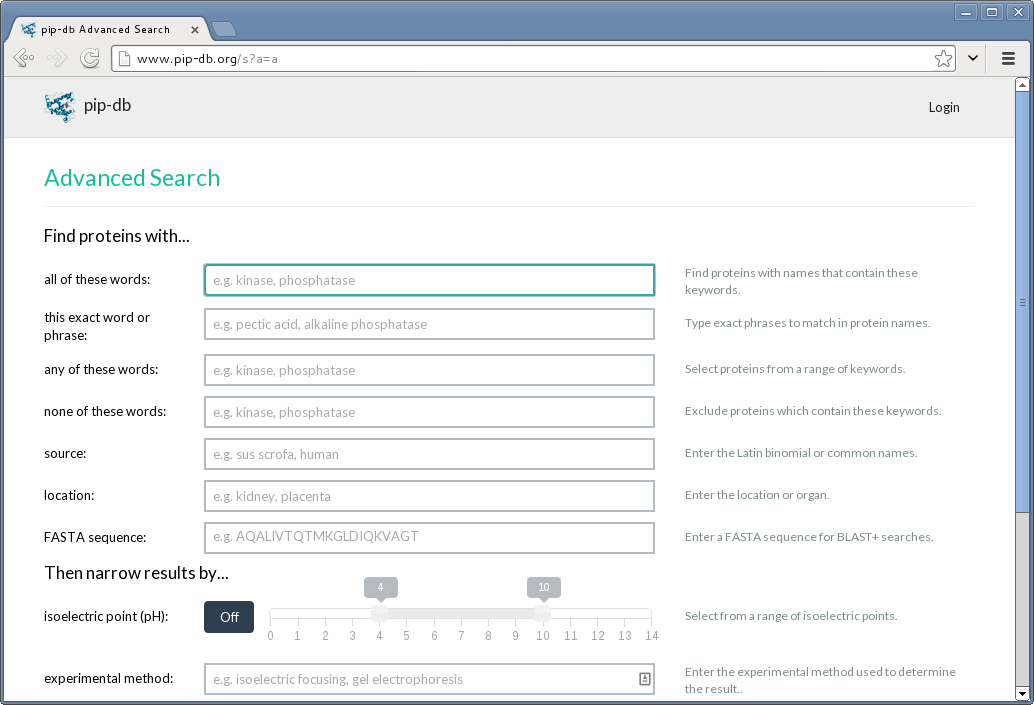 pip-db Advanced Search
www.pip-db.org/s?a=a
pip-db
Login
Advanced Search
Find proteins with...
all of these words:
e.g. kinase, phosphatase
Find proteins with names that contain these
keywords.
this exact word or
phrase:
e.g. pectic acid, alkaline phosphatase
Type exact phrases to match in protein names.
any of these words:
e.g. kinase, phosphatase
Select proteins from a range of keywords.
none of these words:
e.g. kinase, phosphatase
Exclude proteins which contain these keywords.
source:
e.g. sus scrofa, human
Enter the Latin binomial or common names.
location:
e.g. kidney, placenta
Enter the location or organ.
FASTA sequence:
e.g. AQALIVTQTMKGLDIQKVAGT
Enter a FASTA sequence for BLAST+ searches.
Then narrow results by...
4 10
isoelectric point (pH):
Off
0 1 2 3 4 5 6 7 8 9 10 11 12 13 14
Select from a range of isoelectric points.
experimental method:
e.g. isoelectric focusing, gel electrophoresis
Enter the experimental method used to determine
the result..